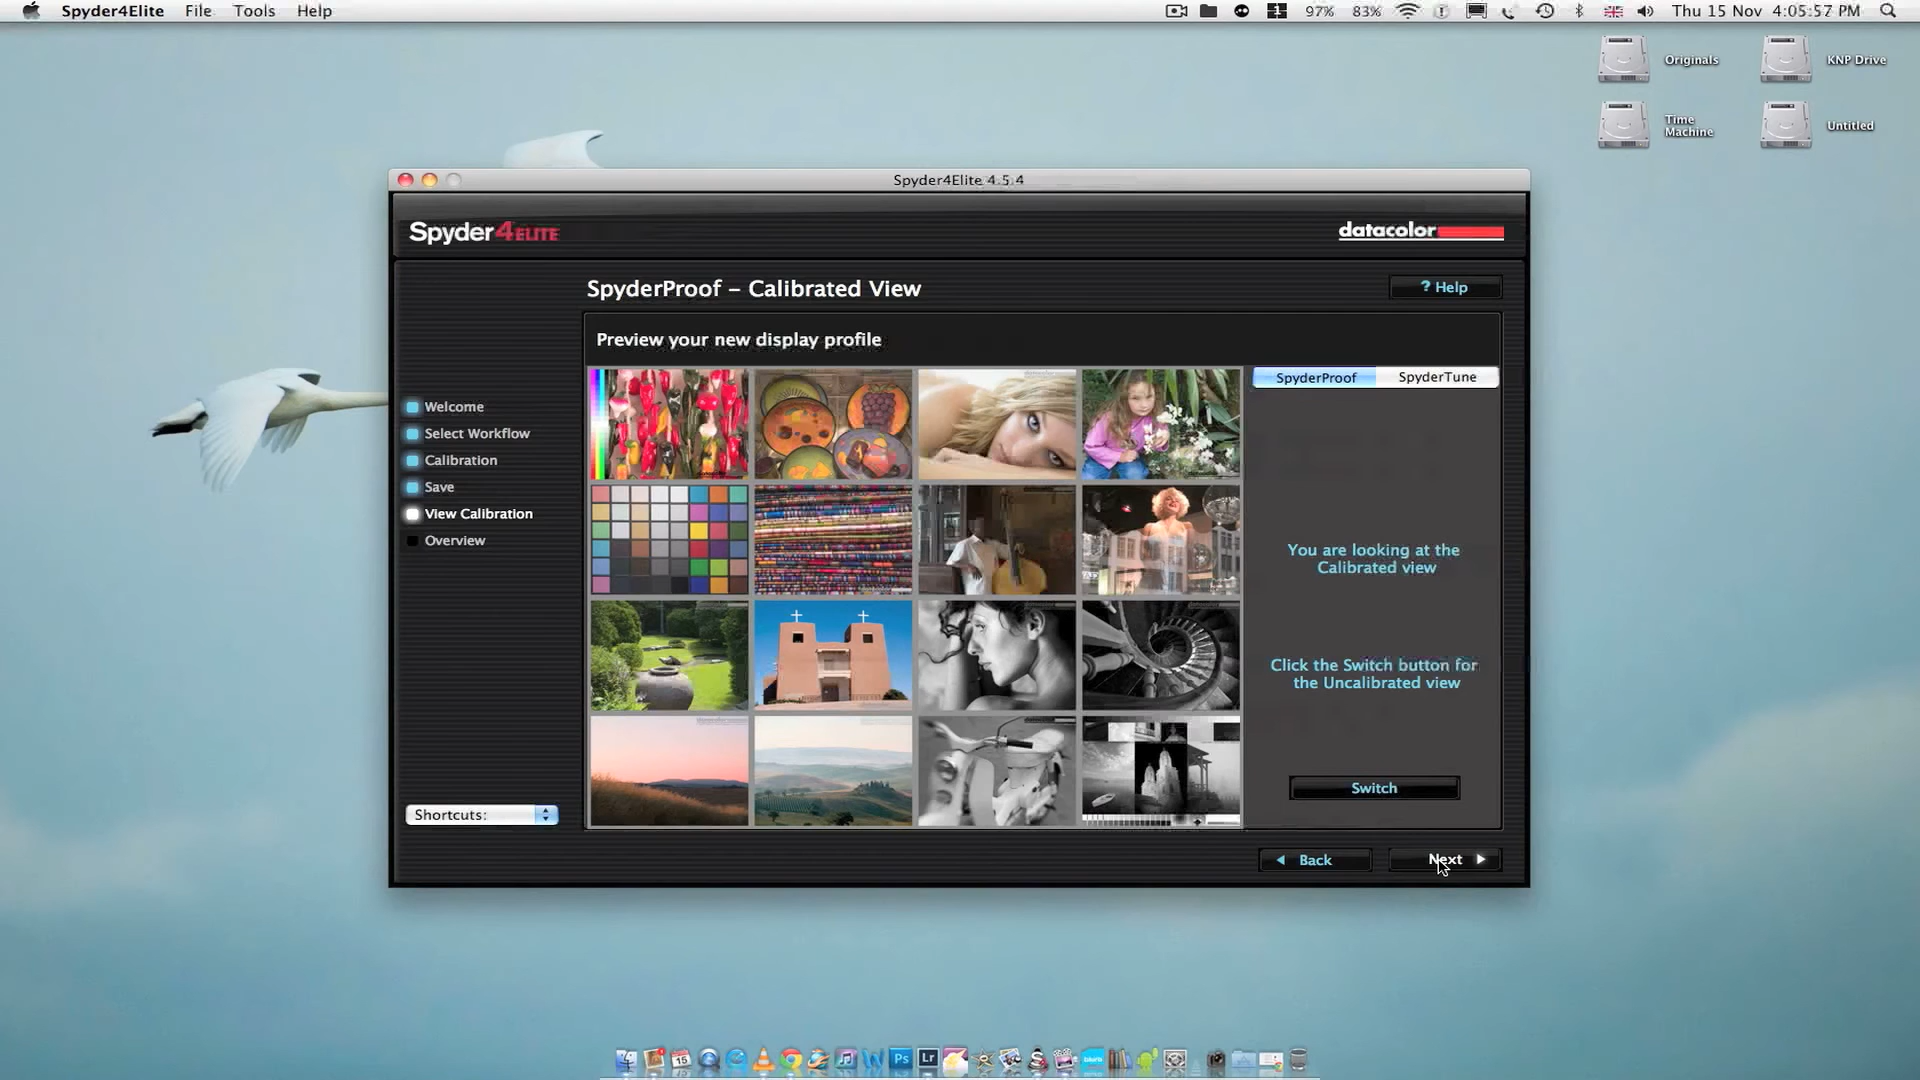 Spyder4Elite File Tools Help
97% 83% Thu 15 Nov 4:05:57 PM
Originals
KNP Drive
Time
Machine
Untitled
Spyder4Elite 4.5.4
Spyder4ELITE
datacolor
SpyderProof – Calibrated View
? Help
Preview your new display profile
SpyderProof
SpyderTune
Welcome
Select Workflow
Calibration
Save
View Calibration
Overview
You are looking at the
Calibrated view
Click the Switch button for
the Uncalibrated view
Switch
Shortcuts:
Back
Next
15
Ps
Lr